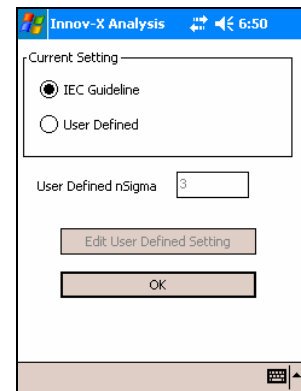 Innov-X Analysis 6:50
Current Setting
IEC Guideline
User Defined
User Defined nSigma 3
Edit User Defined Setting
OK